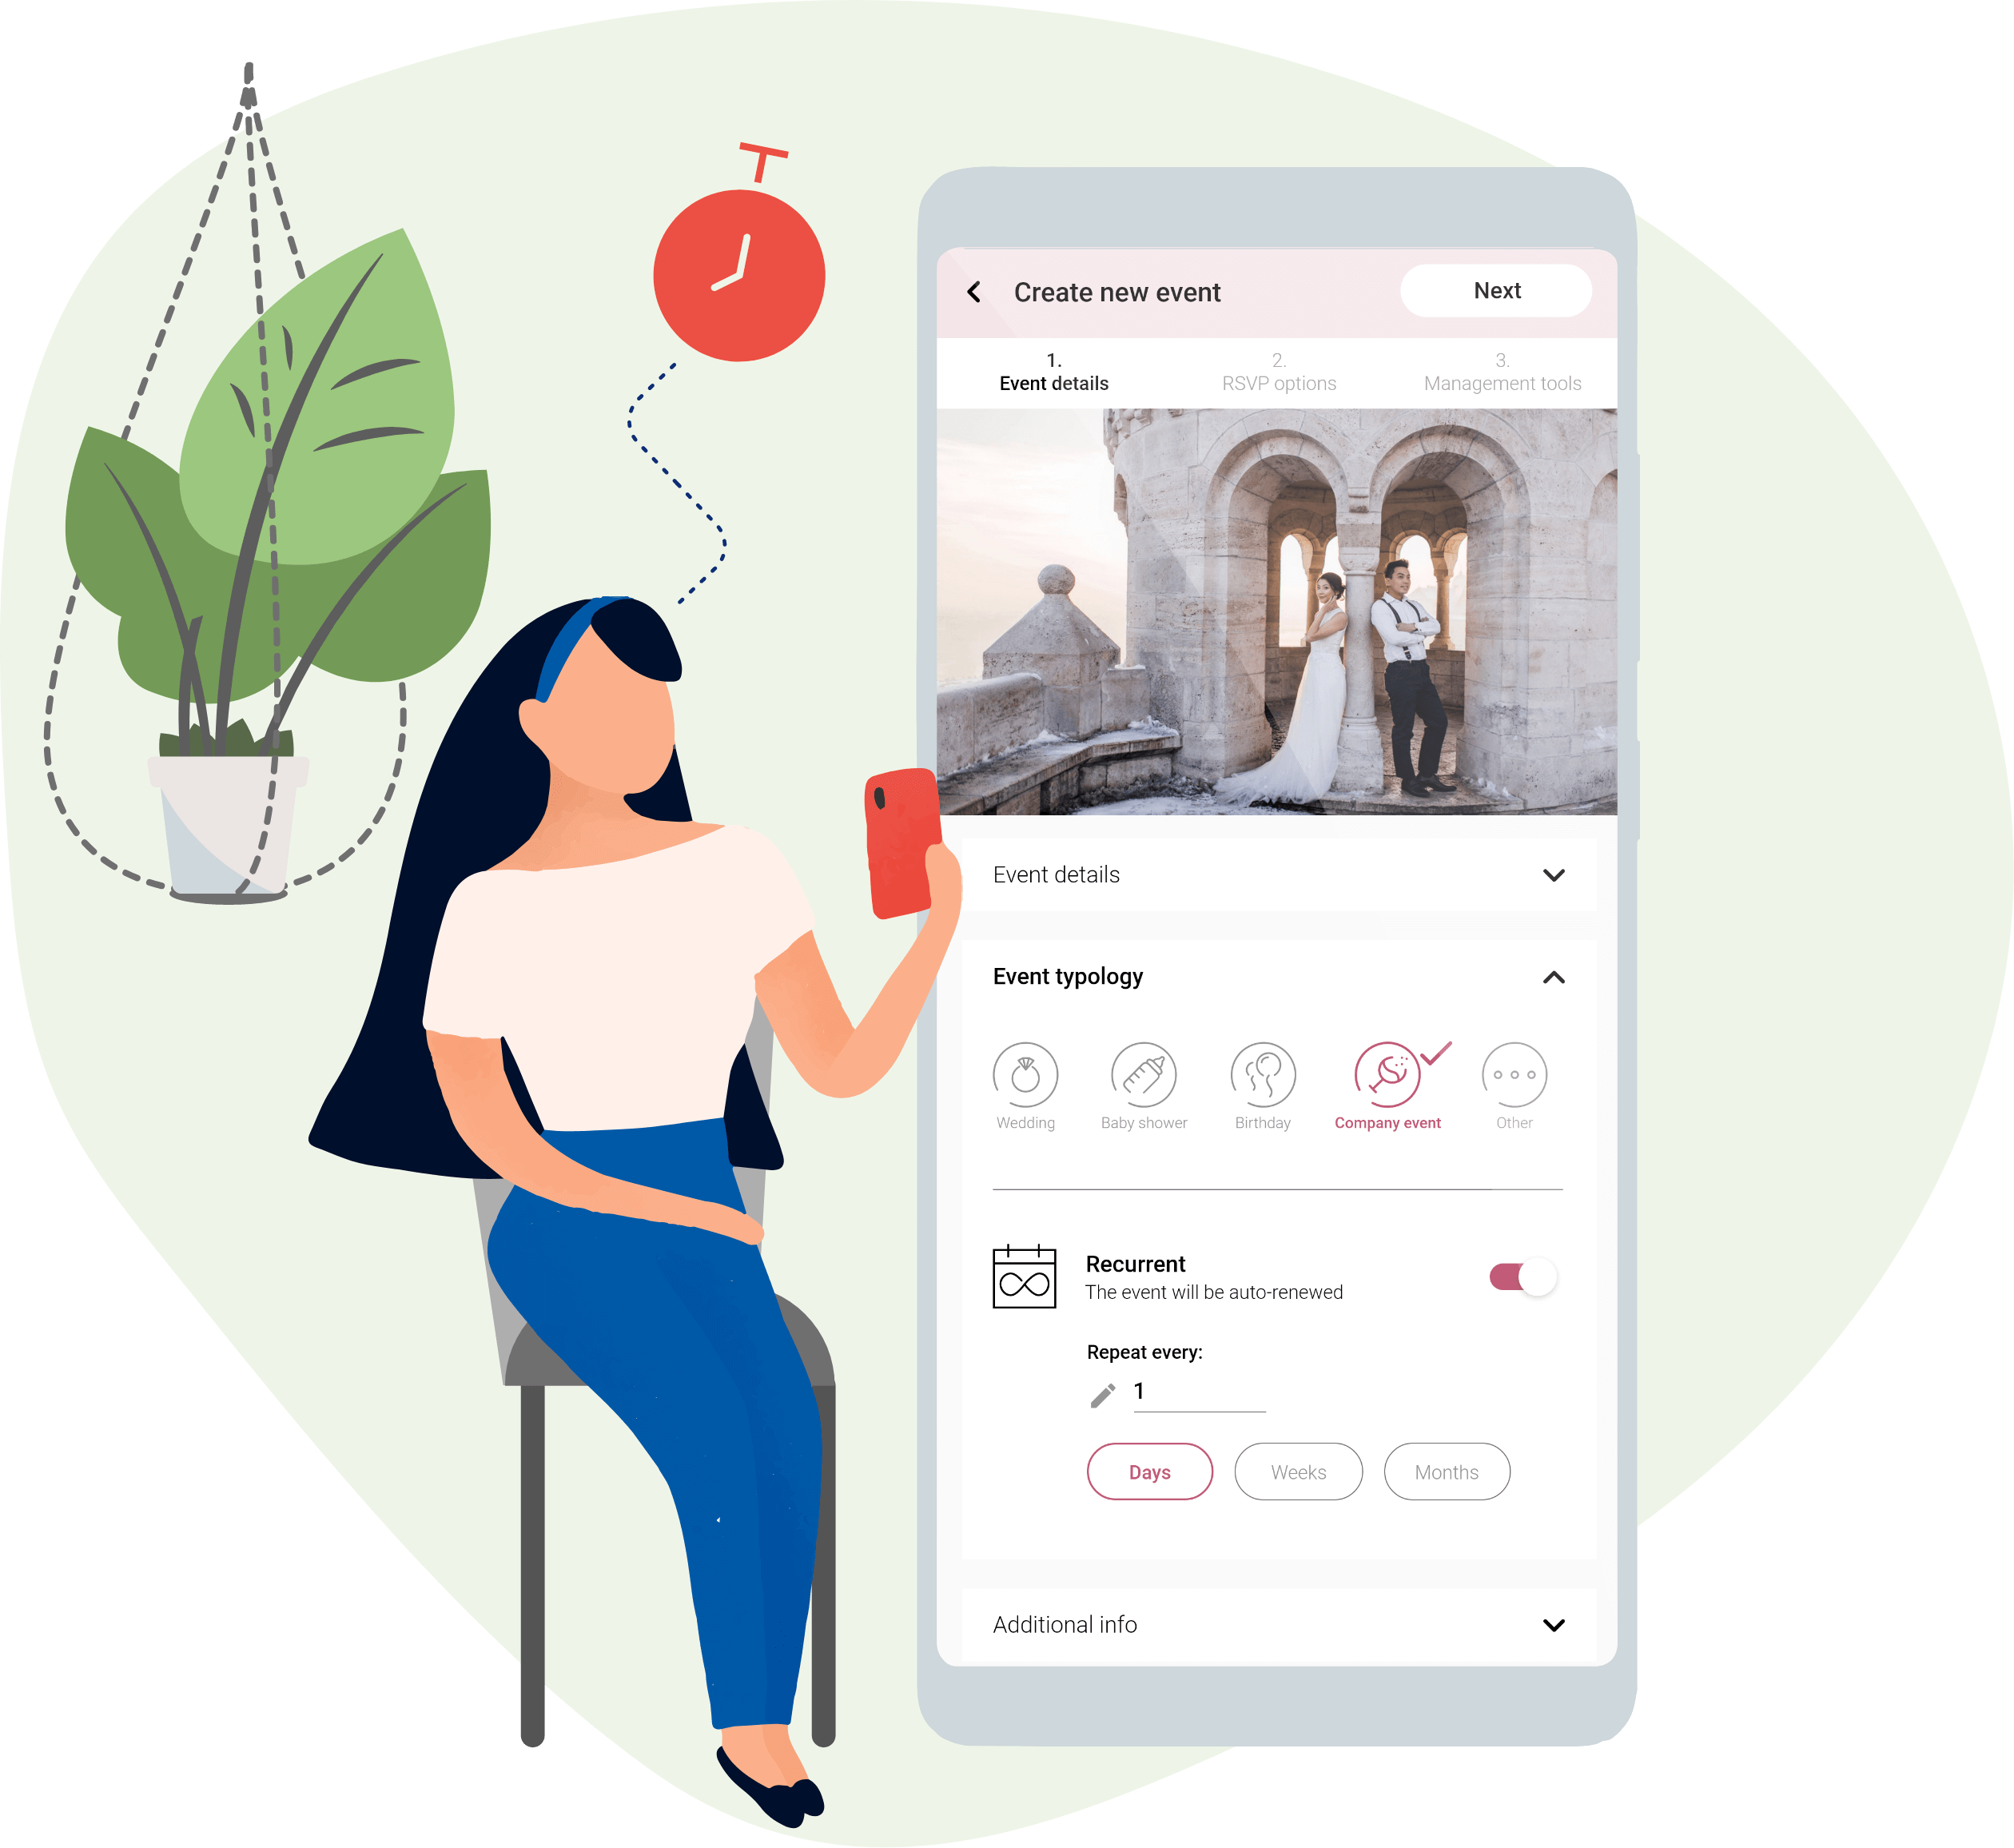 Create new event
Next
1.
Event details
2.
RSVP options
3.
Management tools
Event details
Event typology
Wedding
Baby shower
Birthday
Company event
Other
Recurrent
The event will be auto-renewed
Repeat every:
1
Days
Weeks
Months
Additional info